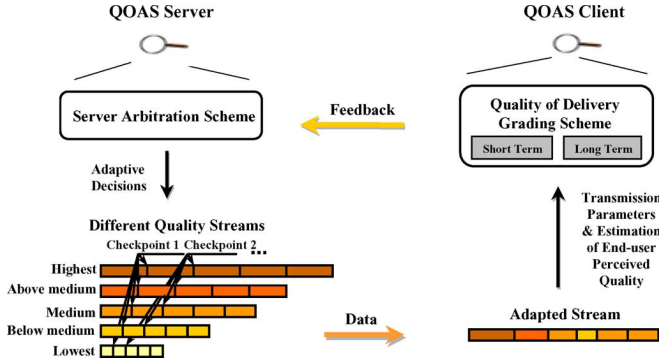 QOAS Server
QOAS Client
Server Arbitration Scheme
Feedback
Quality of Delivery
Grading Scheme
Short Term
Long Term
Adaptive
Decisions
Transmission
Parameters
& Estimation
of End-user
Perceived
Quality
Different Quality Streams
Checkpoint 1
Checkpoint 2
...
Highest
Above medium
Medium
Below medium
Lowest
Data
Adapted Stream